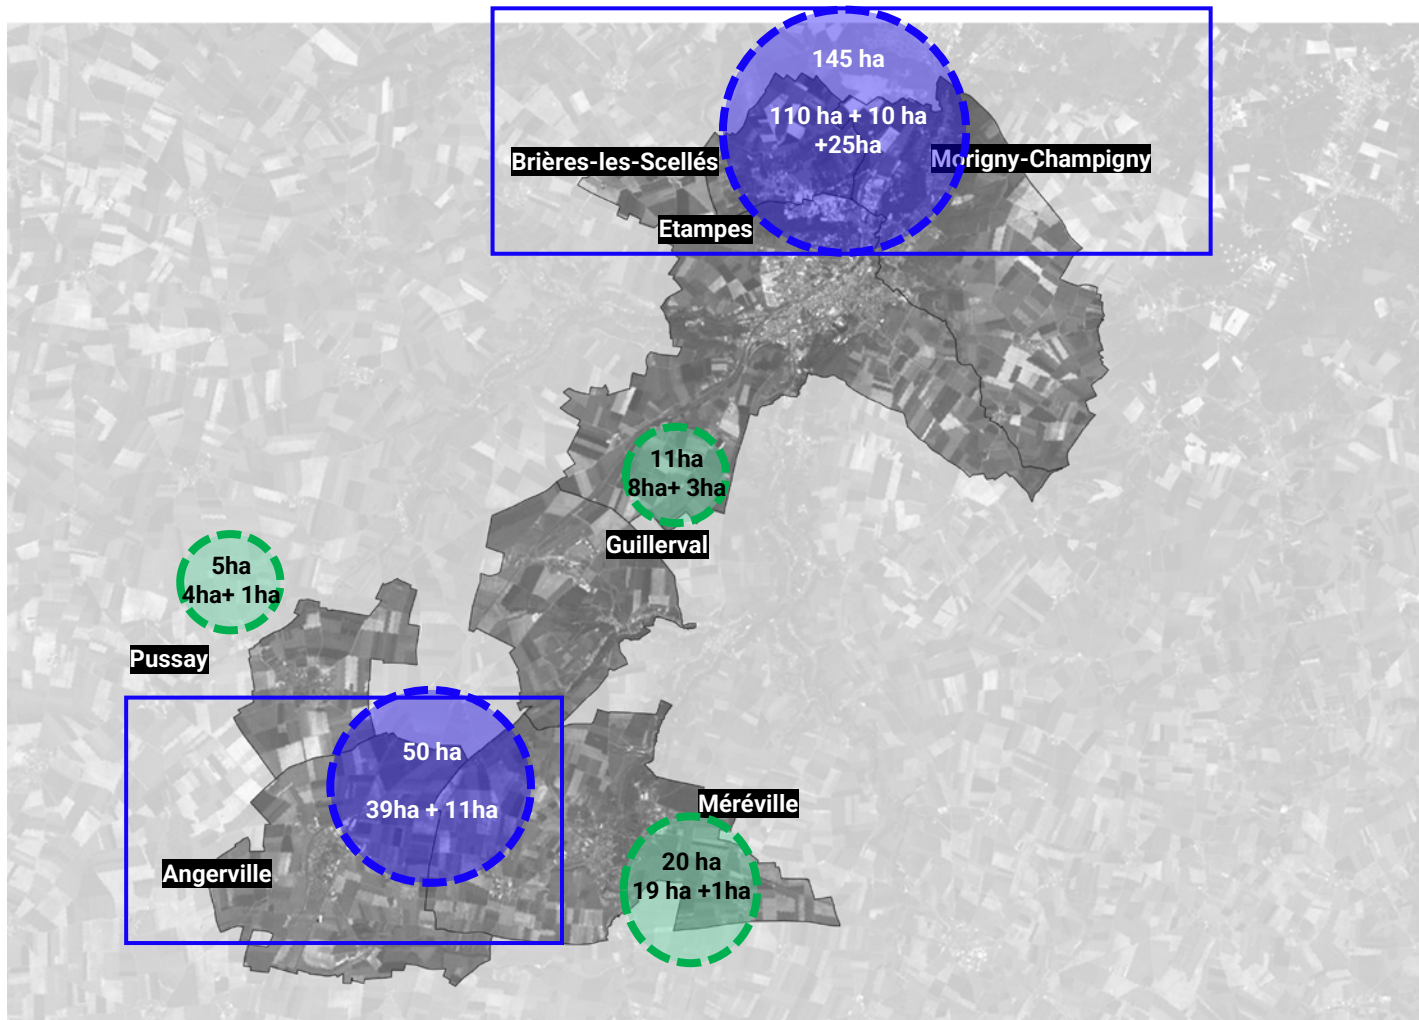 145 ha
110 ha + 10 ha
+25ha
Brières-les-Scellés
Morigny-Champigny
Etampes
11ha
8ha+ 3ha
Guillerval
5ha
4ha+ 1ha
Pussay
50 ha
39ha + 11ha
Méréville
20 ha
19 ha +1ha
Angerville